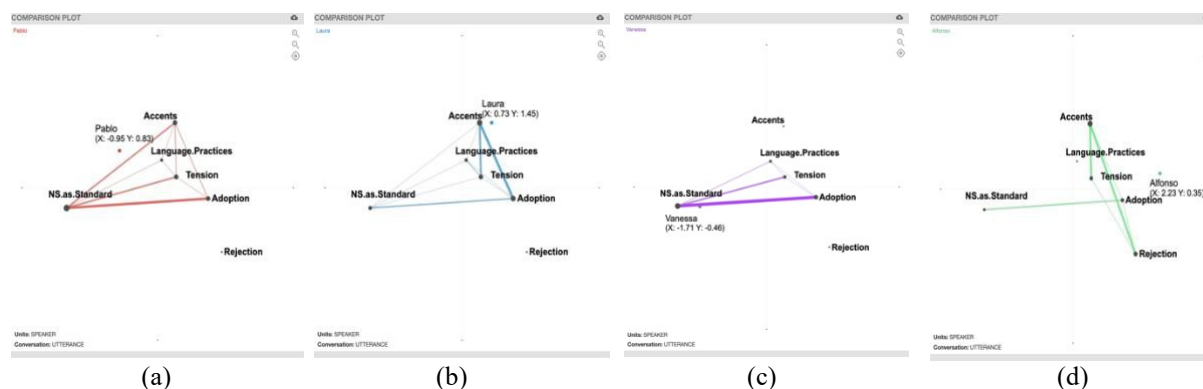 COMPARISON PLOT
Pablo
Accents
Pablo
(X: -0.95 Y: 0.83)
Language.Practices
Tension
NS.as.Standard
Adoption
Rejection
Units: SPEAKER
Conversation: UTTERANCE
(a)
COMPARISON PLOT
Laura
Laura
(X: 0.73 Y: 1.45)
Accents
Language.Practices
Tension
NS.as.Standard
Adoption
Rejection
Units: SPEAKER
Conversation: UTTERANCE
(b)
COMPARISON PLOT
Vanessa
Accents
Language.Practices
Tension
NS.as.Standard
Adoption
Vanessa
(X: -1.71 Y: -0.46)
Rejection
Units: SPEAKER
Conversation: UTTERANCE
(c)
COMPARISON PLOT
Alfonso
Accents
Language.Practices
Tension
Alfonso
(X: 2.23 Y: 0.35)
NS.as.Standard
Adoption
Rejection
Units: SPEAKER
Conversation: UTTERANCE
(d)